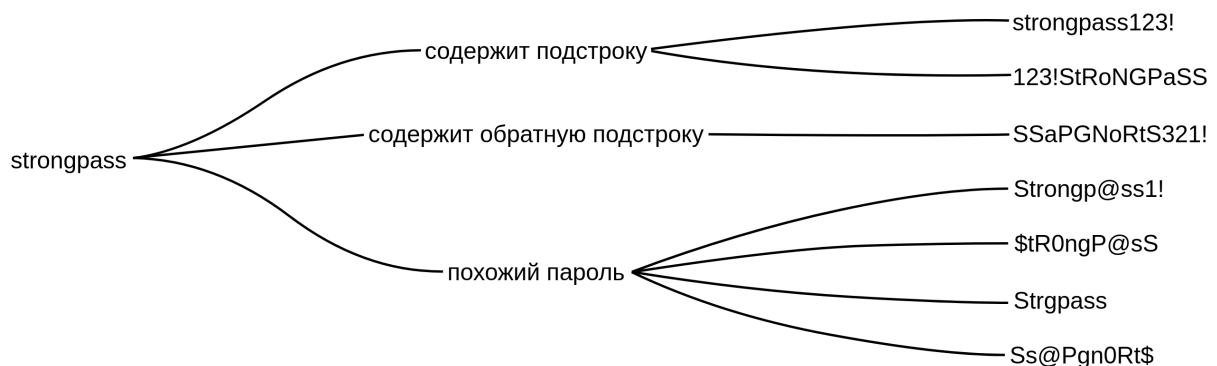 strongpass
содержит подстроку
strongpass123!
123!StRoNGPaSS
содержит обратную подстроку
SSaPGNoRtS321!
похожий пароль
Strongp@ss1!
$tR0ngP@sS
Strgpass
Ss@Pgn0Rt$